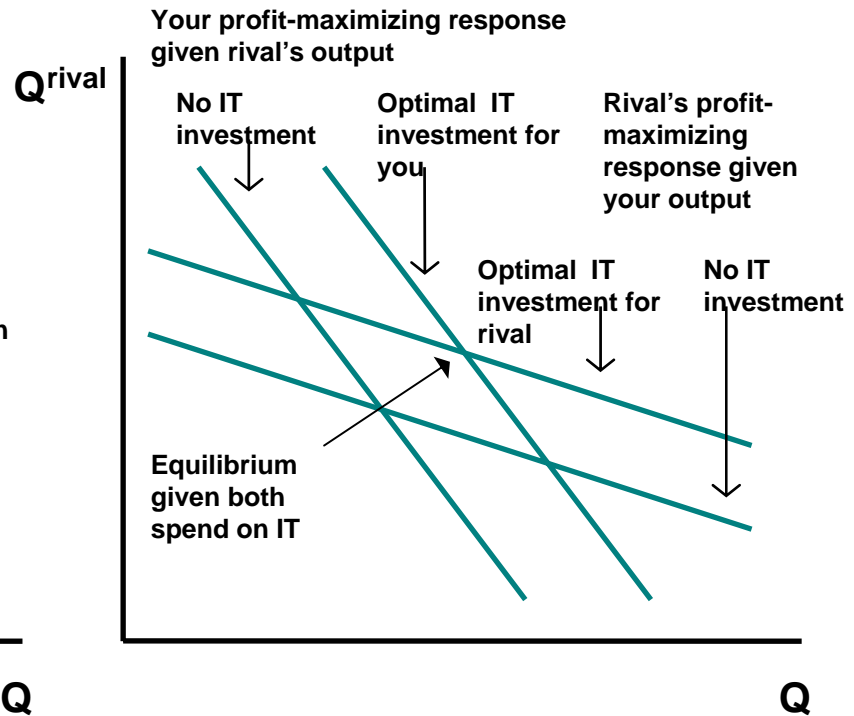 Your profit-maximizing response
given rival's output
Qrival
No IT
investment
Optimal IT
investment for
you
Rival's profit-
maximizing
response given
your output
Optimal IT
investment for
rival
No IT
investment
Equilibrium
given both
spend on IT
Q
Q